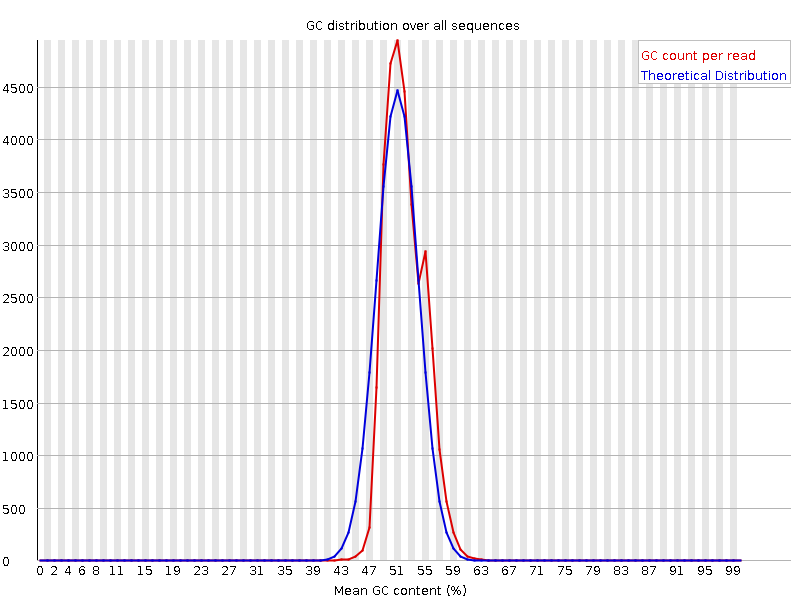 GC distribution over all sequences
GC count per read
Theoretical Distribution
4500
4000
3500
3000
2500
2000
1500
1000
500
0
0 2 4 6 8 11 15 19 23 27 31 35 39 43 47 51 55 59 63 67 71 75 79 83 87 91 95 99
Mean GC content (%)